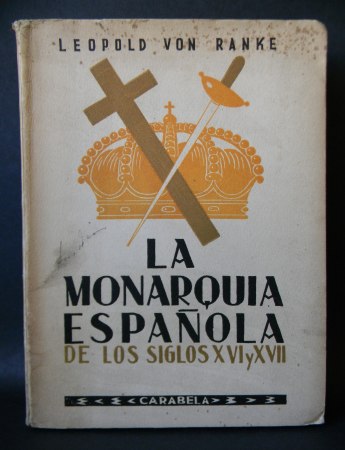 LEOPOLD VON RANKE
LA
MONARQUIA
ESPAÑOLA
DE LOS SIGLOS XVI y XVII
CARABELA